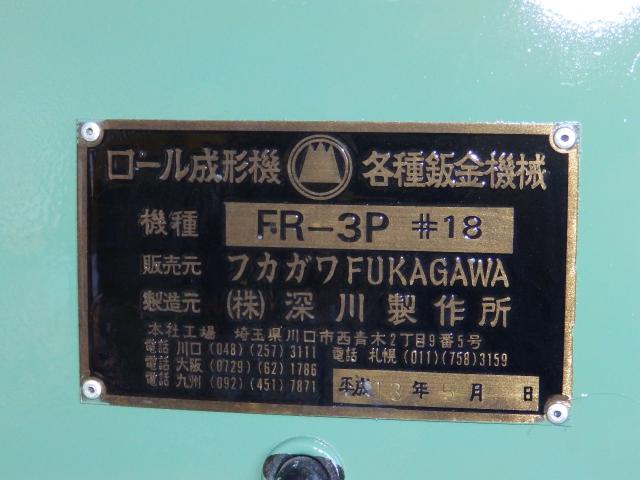 ロール成形機 各種鈑金機械
機種 FR-3P #18
販売元 フカガワFUKAGAWA
製造元 (株)深川製作所
本社工場 埼玉県川口市西青木2丁目9番5号
電話 川口 (048)(257)3111 電話 札幌 (011)(758)3159
電話 大阪 (0729)(62)1786
電話 九州 (092)(451)7871
平成13年5月 日